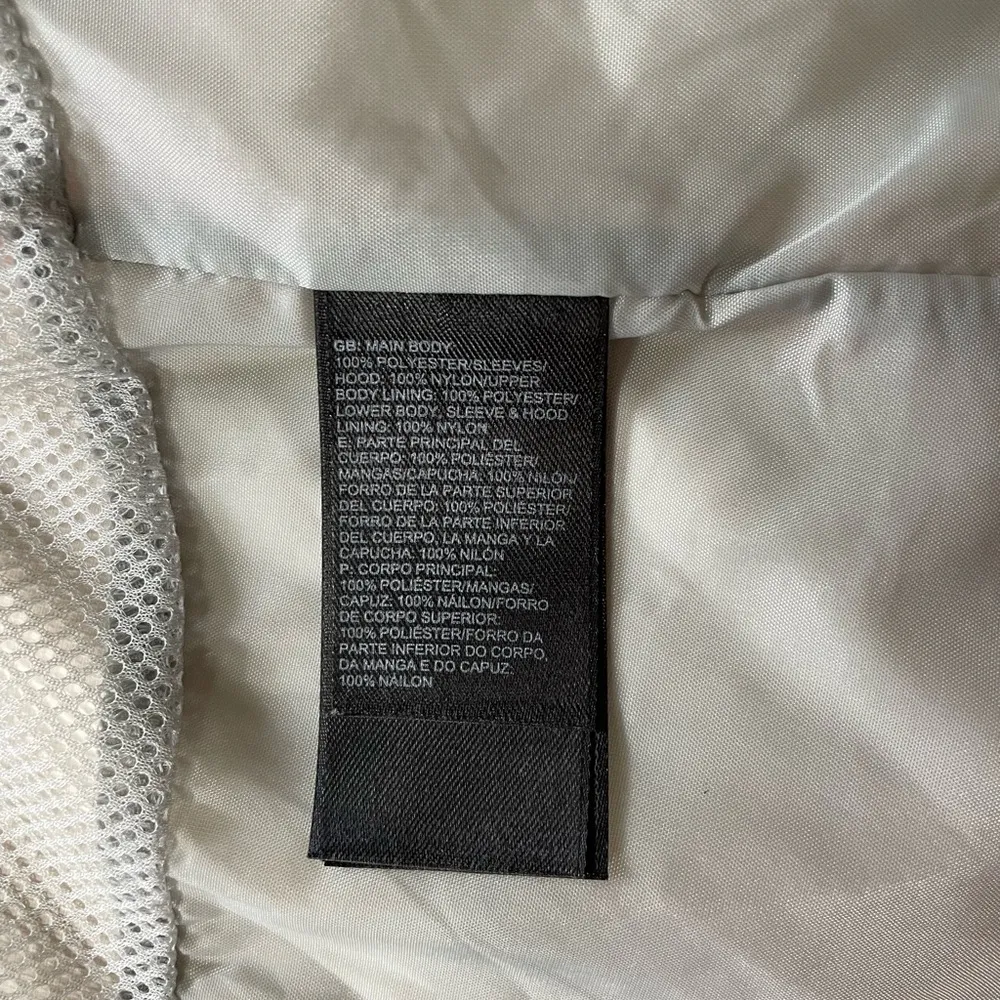 GB: MAIN BODY:
100% POLYESTER/SLEEVES/
HOOD: 100% NYLON/UPPER
BODY LINING: 100% POLYESTER/
LOWER BODY, SLEEVE & HOOD
LINING: 100% NYLON
E: PARTE PRINCIPAL DEL
CUERPO: 100% POLIÉSTER/
MANGAS/CAPUCHA: 100% NILÓN/
FORRO DE LA PARTE SUPERIOR
DEL CUERPO: 100% POLIÉSTER/
FORRO DE LA PARTE INFERIOR
DEL CUERPO, LA MANGA Y LA
CAPUCHA: 100% NILÓN
P: CORPO PRINCIPAL:
100% POLIÉSTER/MANGAS/
CAPUZ: 100% NÁILON/FORRO
DE CORPO SUPERIOR:
100% POLIÉSTER/FORRO DA
PARTE INFERIOR DO CORPO,
DA MANGA E DO CAPUZ:
100% NÁILON